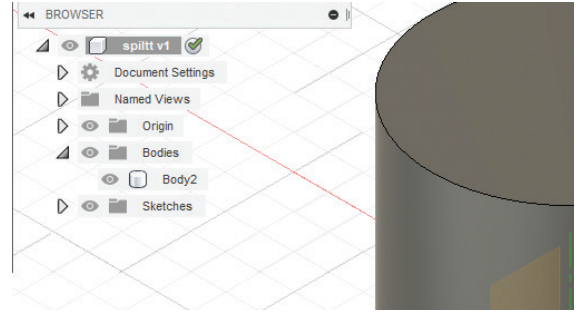 BROWSER
spiltt v1
Document Settings
Named Views
Origin
Bodies
Body2
Sketches